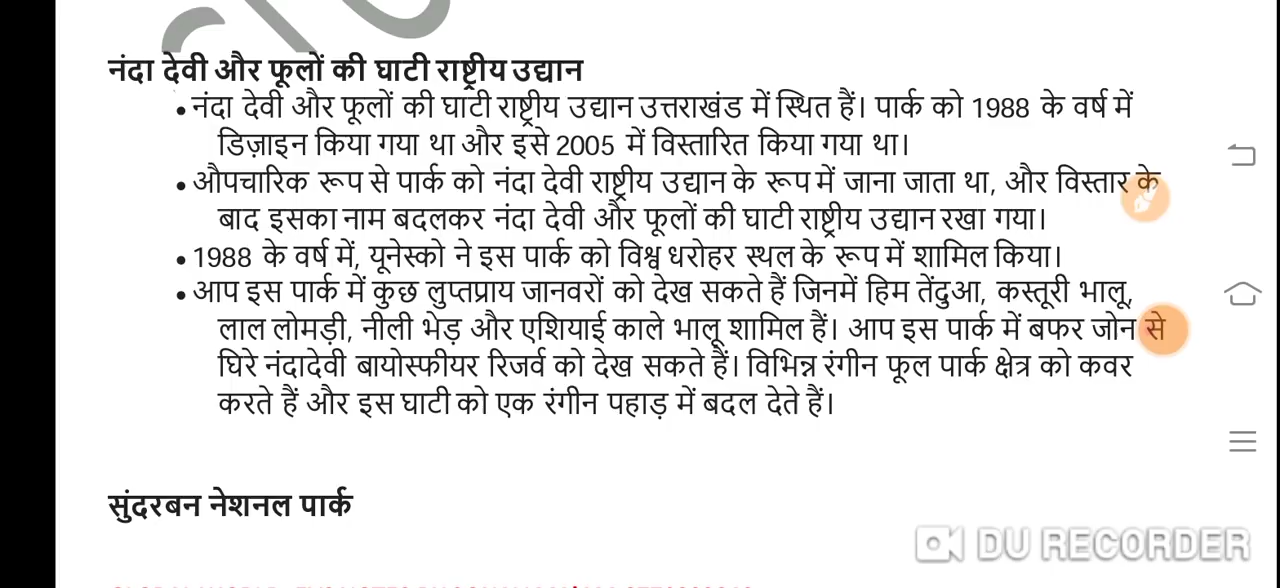 नंदा देवी और फूलों की घाटी राष्ट्रीय उद्यान
• नंदा देवी और फूलों की घाटी राष्ट्रीय उद्यान उत्तराखंड में स्थित हैं। पार्क को 1988 के वर्ष में
डिज़ाइन किया गया था और इसे 2005 में विस्तारित किया गया था।
• औपचारिक रूप से पार्क को नंदा देवी राष्ट्रीय उद्यान के रूप में जाना जाता था, और विस्तार के
बाद इसका नाम बदलकर नंदा देवी और फूलों की घाटी राष्ट्रीय उद्यान रखा गया।
• 1988 के वर्ष में, यूनेस्को ने इस पार्क को विश्व धरोहर स्थल के रूप में शामिल किया।
• आप इस पार्क में कुछ लुप्तप्राय जानवरों को देख सकते हैं जिनमें हिम तेंदुआ, कस्तूरी भालू,
लाल लोमड़ी, नीली भेड़ और एशियाई काले भालू शामिल हैं। आप इस पार्क में बफर जोन से
घिरे नंदादेवी बायोस्फीयर रिजर्व को देख सकते हैं। विभिन्न रंगीन फूल पार्क क्षेत्र को कवर
करते हैं और इस घाटी को एक रंगीन पहाड़ में बदल देते हैं।
सुंदरबन नेशनल पार्क
DU RECORDER